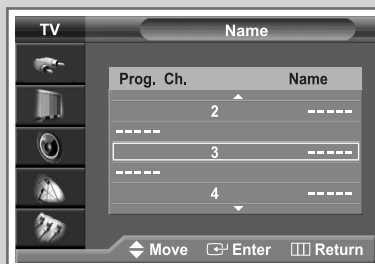 TV Name
Prog. Ch. Name
2 -----
-----
3 -----
-----
4 -----
Move Enter Return